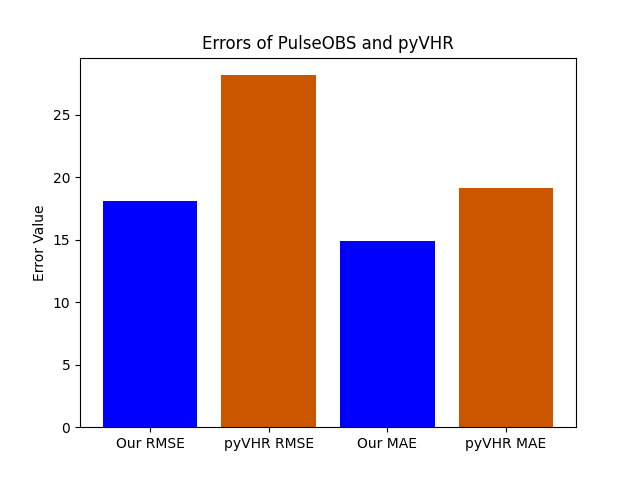 Errors of PulseOBS and pyVHR
Error Value
25
20
15
10
5
0
Our RMSE
pyVHR RMSE
Our MAE
pyVHR MAE